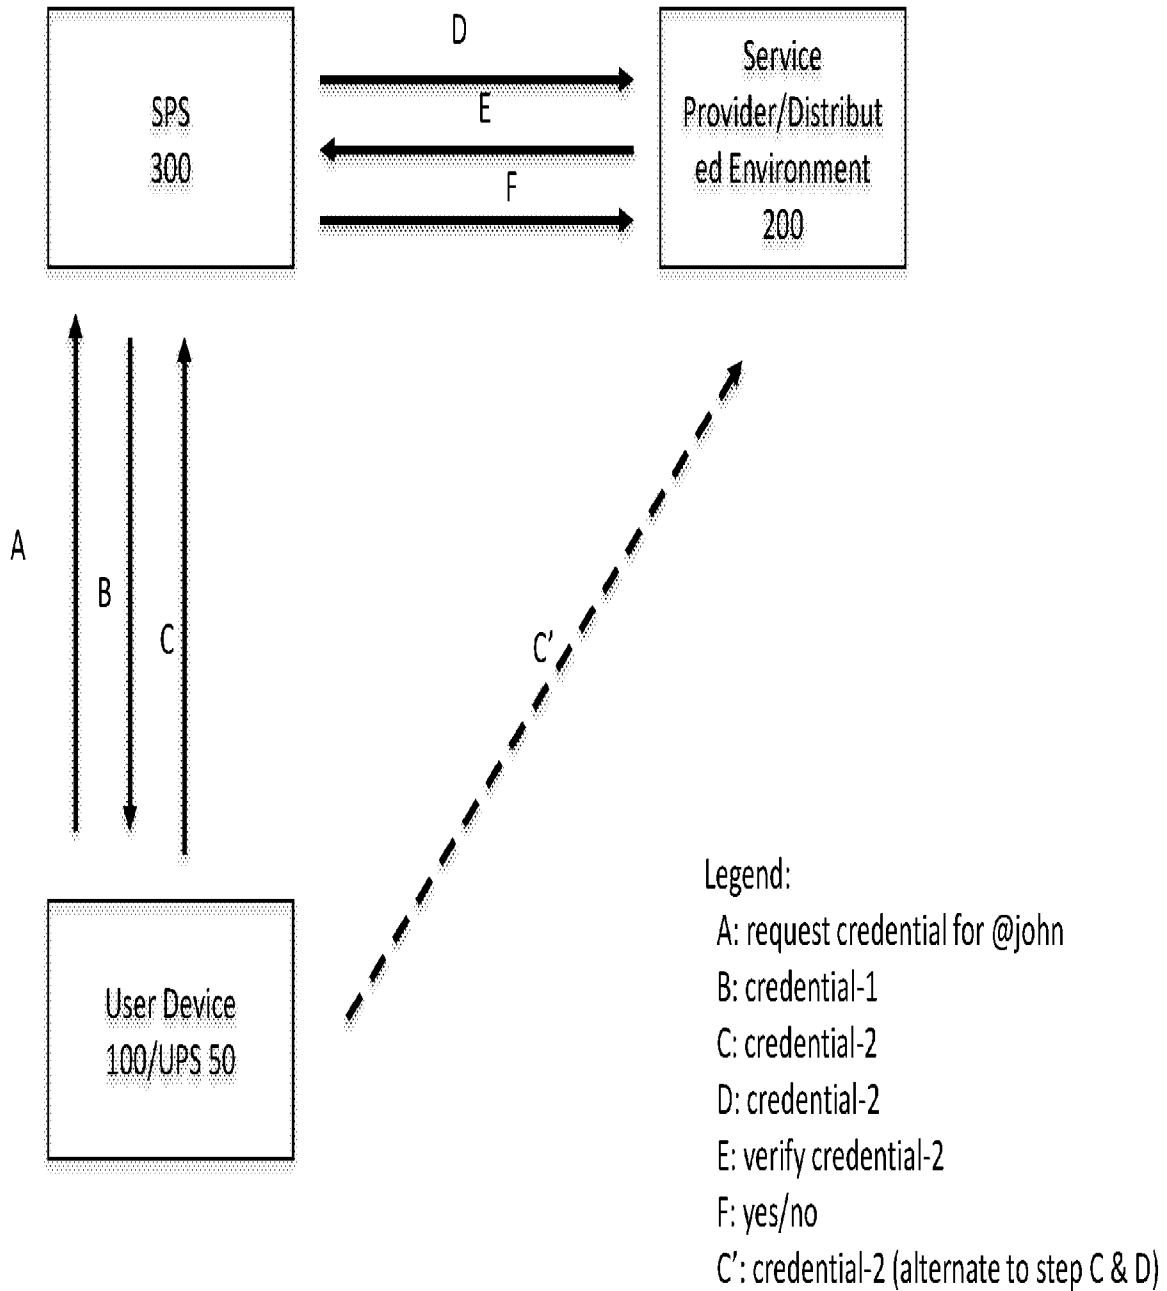 D
SPS
300
E
F
Service
Provider/Distribut
ed Environment
200
A
B
C
C'
User Device
100/UPS 50
Legend:
A: request credential for @john
B: credential-1
C: credential-2
D: credential-2
E: verify credential-2
F: yes/no
C': credential-2 (alternate to step C & D)